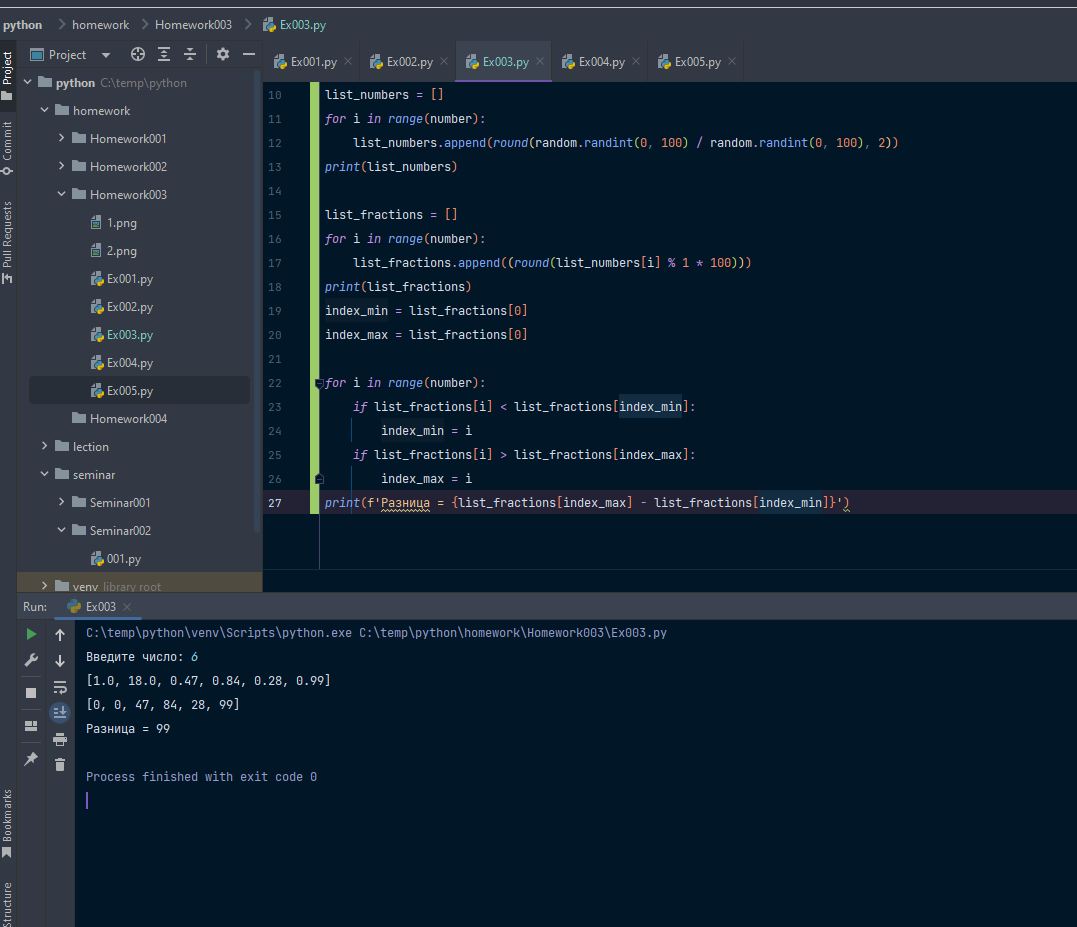 python homework Homework003 Ex003.py
Project
Ex001.py Ex002.py Ex003.py Ex004.py Ex005.py
Project
Commit
Pull Requests
Bookmarks
Structure
python C:\temp\python
homework
Homework001
Homework002
Homework003
1.png
2.png
Ex001.py
Ex002.py
Ex003.py
Ex004.py
Ex005.py
Homework004
lection
seminar
Seminar001
Seminar002
001.py
venv library root
10 list_numbers = []
11 for i in range(number):
12 list_numbers.append(round(random.randint(0, 100) / random.randint(0, 100), 2))
13 print(list_numbers)
14
15 list_fractions = []
16 for i in range(number):
17 list_fractions.append((round(list_numbers[i] % 1 * 100)))
18 print(list_fractions)
19 index_min = list_fractions[0]
20 index_max = list_fractions[0]
21
22 for i in range(number):
23 if list_fractions[i] < list_fractions[index_min]:
24 index_min = i
25 if list_fractions[i] > list_fractions[index_max]:
26 index_max = i
27 print(f'Разница = {list_fractions[index_max] - list_fractions[index_min]}')
Run: Ex003
C:\temp\python\venv\Scripts\python.exe C:\temp\python\homework\Homework003\Ex003.py
Введите число: 6
[1.0, 18.0, 0.47, 0.84, 0.28, 0.99]
[0, 0, 47, 84, 28, 99]
Разница = 99
Process finished with exit code 0